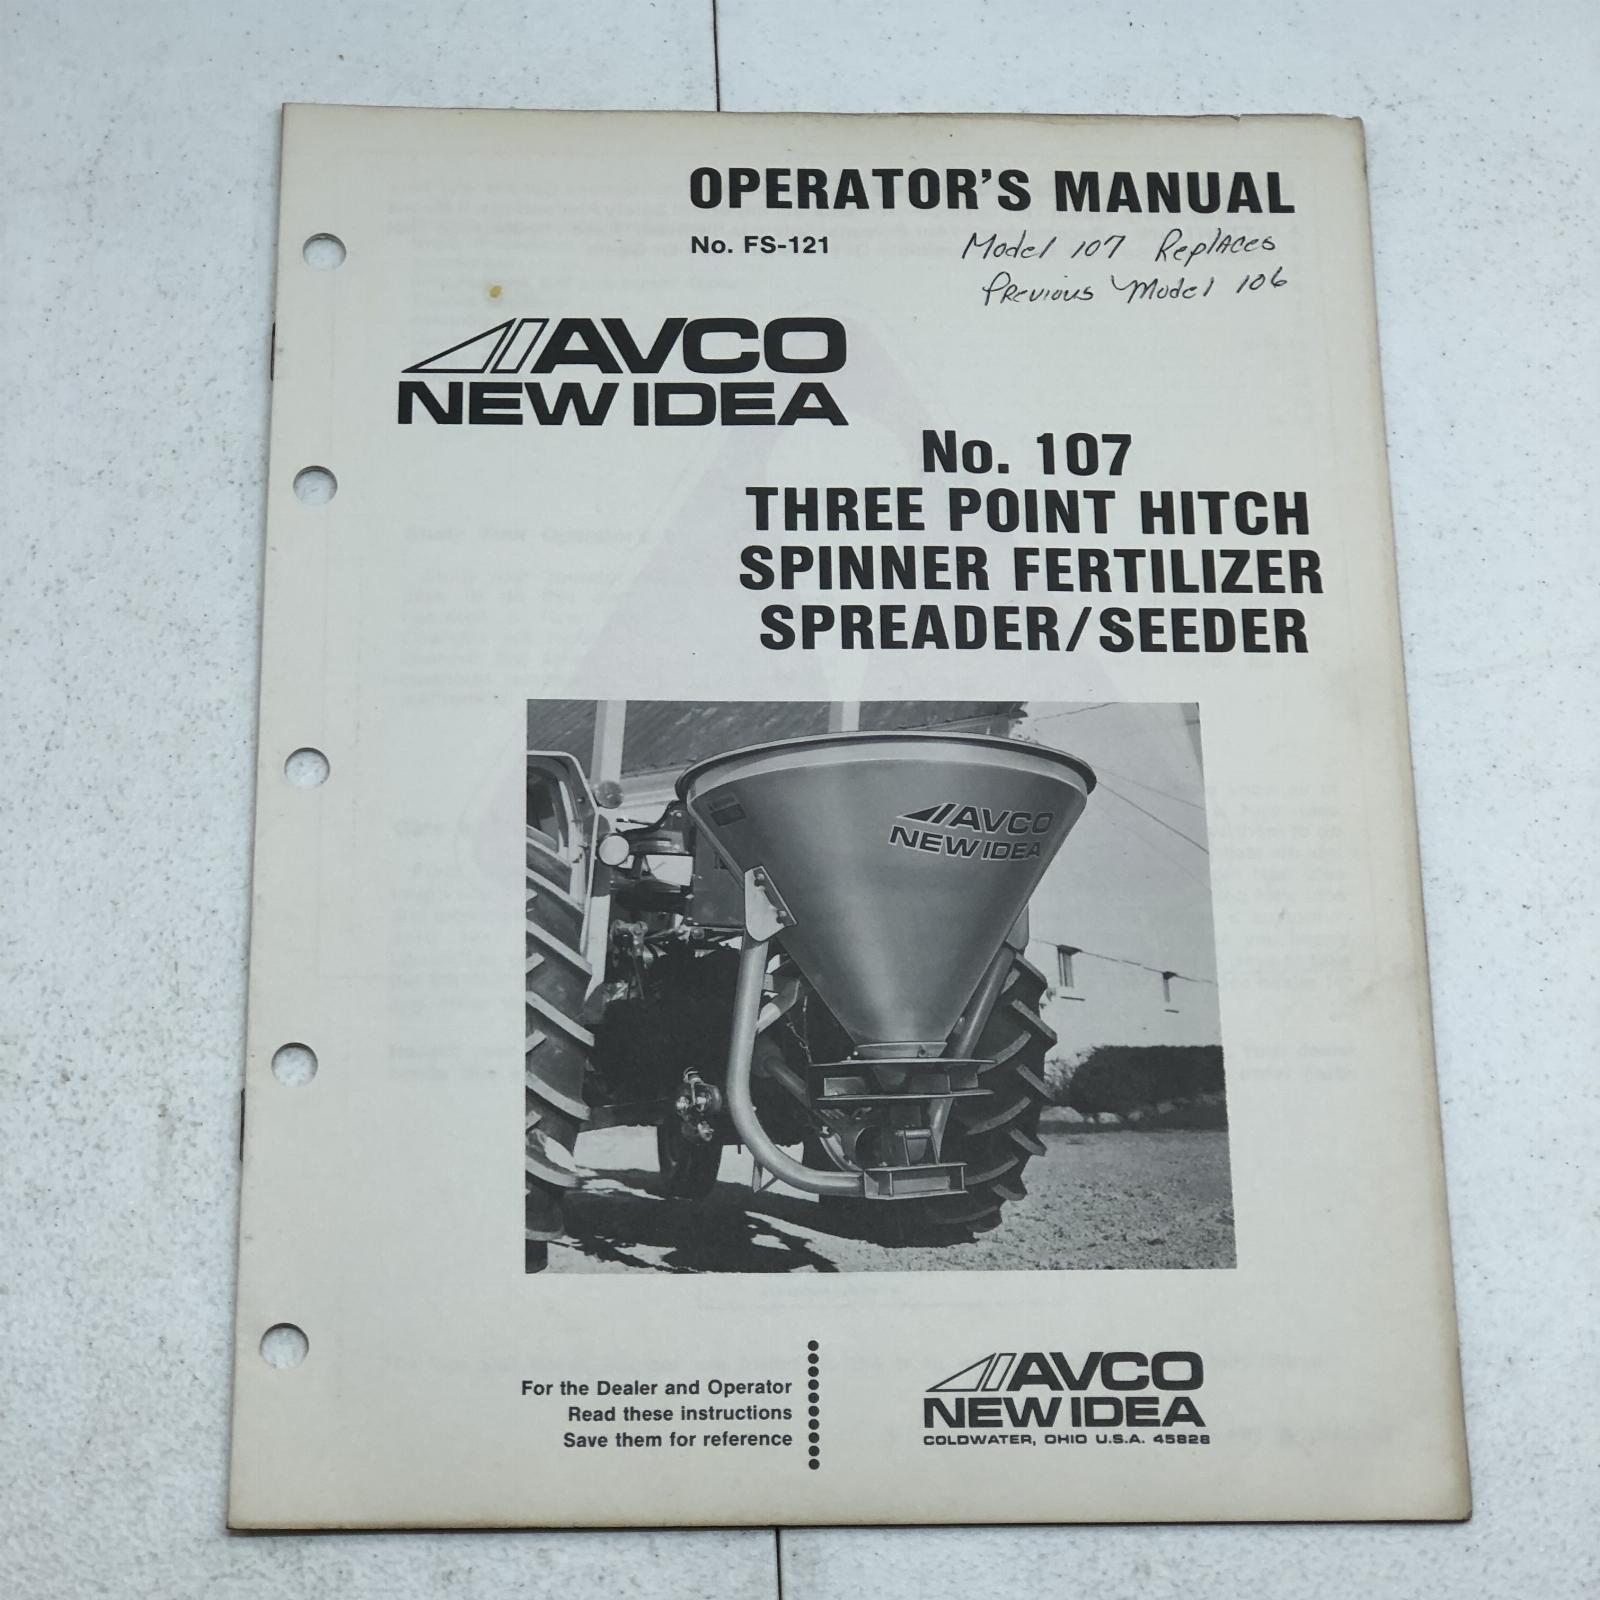 OPERATOR'S MANUAL
No. FS-121
Model 107 Replaces
Previous Model 106
AVCO
NEW IDEA
No. 107
THREE POINT HITCH
SPINNER FERTILIZER
SPREADER/SEEDER
AVCO
NEW IDEA
For the Dealer and Operator
Read these instructions
Save them for reference
AVCO
NEW IDEA
COLDWATER, OHIO U.S.A. 45828